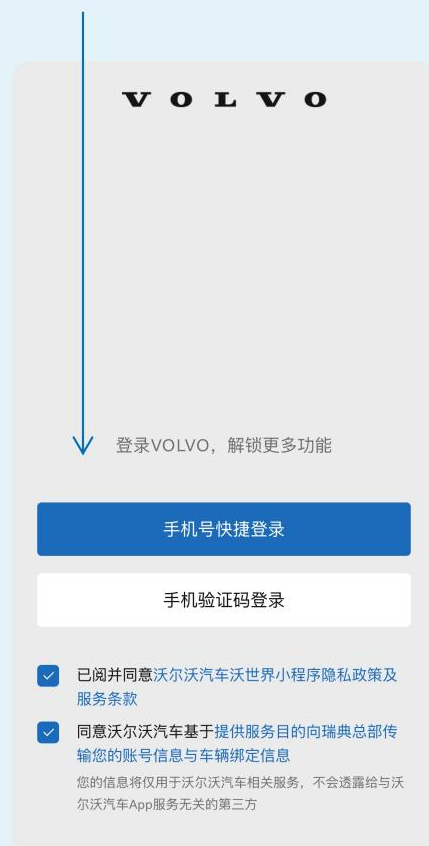 VOLVO
登录VOLVO，解锁更多功能
手机号快捷登录
手机验证码登录
已阅并同意沃尔沃汽车沃世界小程序隐私政策及
服务条款
同意沃尔沃汽车基于提供服务目的向瑞典总部传
输您的账号信息与车辆绑定信息
您的信息将仅用于沃尔沃汽车相关服务，不会透露给与沃
尔沃汽车App服务无关的第三方